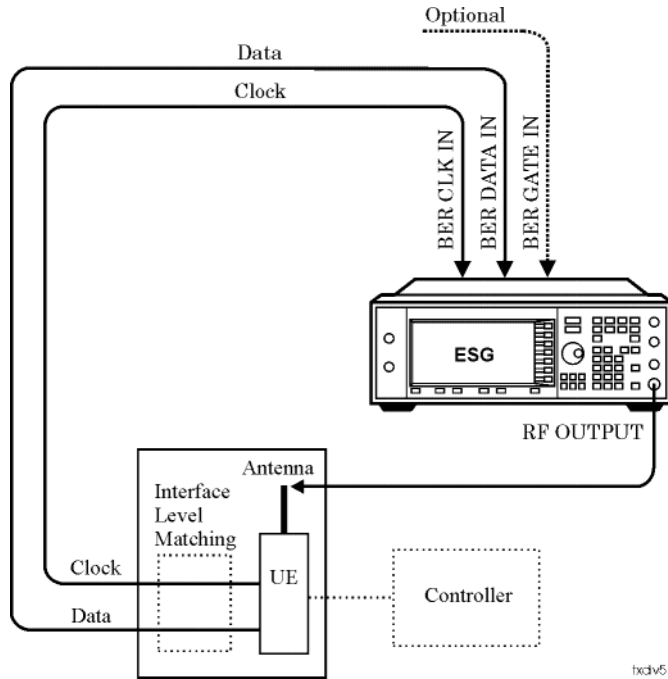 Optional
Data
Clock
BER CLK IN
BER DATA IN
BER GATE IN
ESG
RF OUTPUT
Antenna
Interface
Level
Matching
Clock
UE
Controller
Data
txdiv5